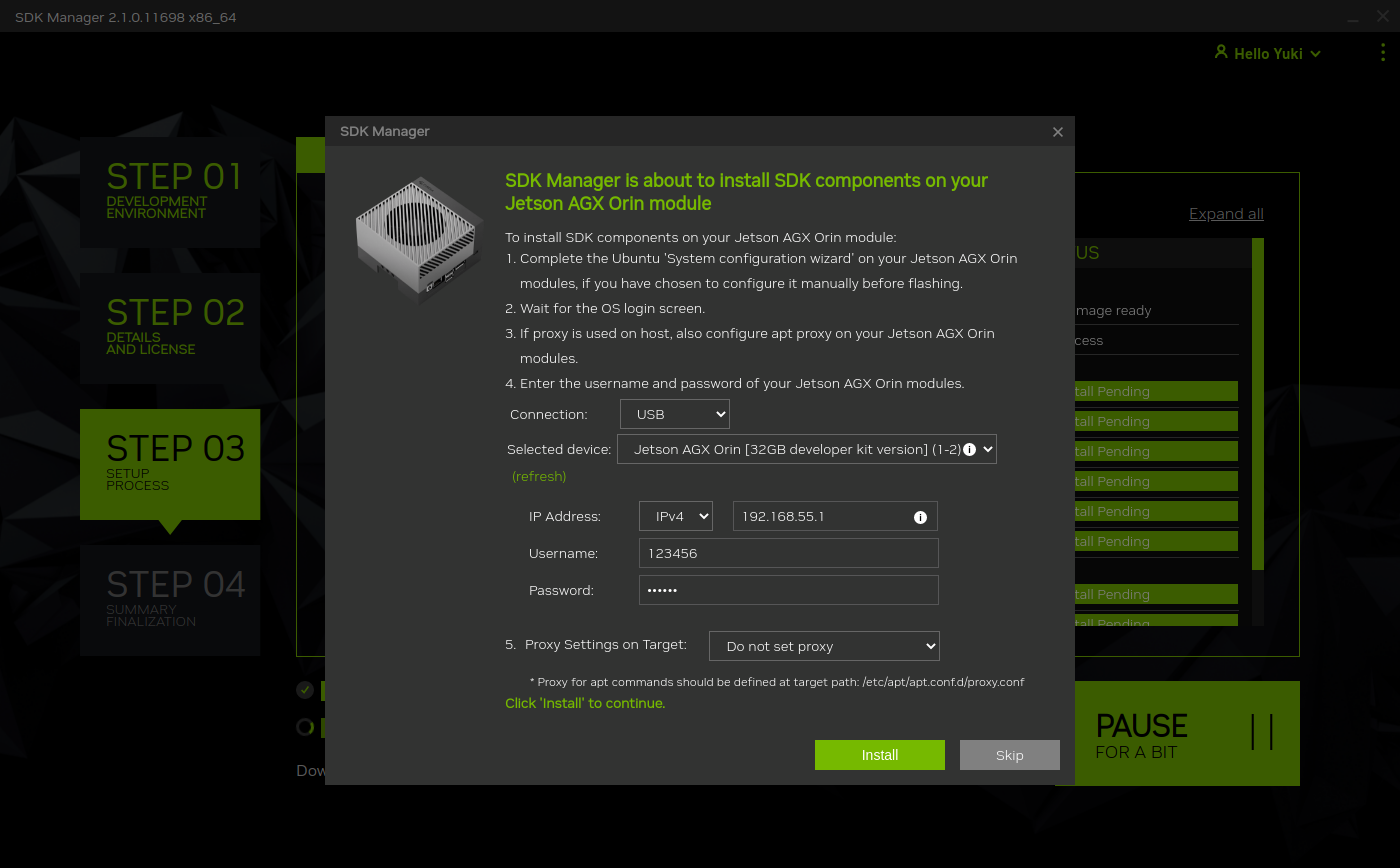 SDK Manager 2.1.0.11698 x86_64
Hello Yuki
STEP 01
DEVELOPMENT
ENVIRONMENT
STEP 02
DETAILS
AND LICENSE
STEP 03
SETUP
PROCESS
STEP 04
SUMMARY
FINALIZATION
SDK Manager
SDK Manager is about to install SDK components on your
Jetson AGX Orin module
To install SDK components on your Jetson AGX Orin module:
1. Complete the Ubuntu 'System configuration wizard' on your Jetson AGX Orin
modules, if you have chosen to configure it manually before flashing.
2. Wait for the OS login screen.
3. If proxy is used on host, also configure apt proxy on your Jetson AGX Orin
modules.
4. Enter the username and password of your Jetson AGX Orin modules.
Connection: USB
Selected device: Jetson AGX Orin [32GB developer kit version] (1-2)
(refresh)
IP Address: IPv4 192.168.55.1
Username: 123456
Password: ••••••
5. Proxy Settings on Target: Do not set proxy
* Proxy for apt commands should be defined at target path: /etc/apt/apt.conf.d/proxy.conf
Click 'Install' to continue.
Install Skip
Expand all
US
mage ready
cess
tall Pending
tall Pending
tall Pending
tall Pending
tall Pending
tall Pending
tall Pending
tall Pending
Dow
PAUSE
FOR A BIT